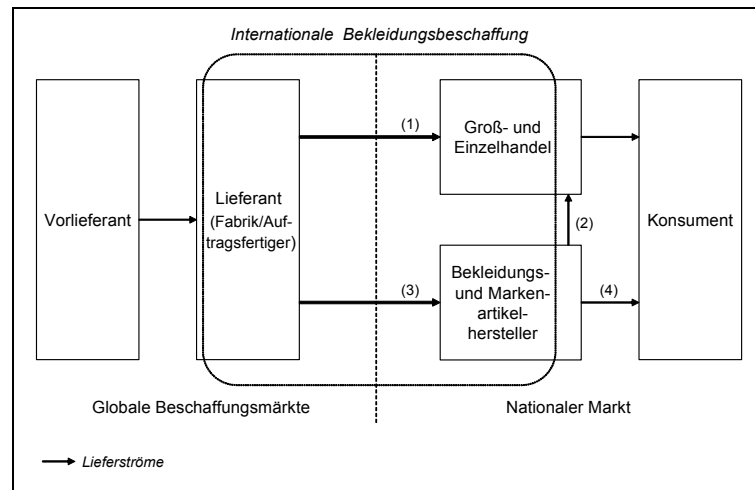 Internationale Bekleidungsbeschaffung
Vorlieferant
Lieferant
(Fabrik/Auf-
tragsfertiger)
(1)
Groß- und
Einzelhandel
(2)
(3)
Bekleidungs-
und Marken-
artikel-
hersteller
(4)
Konsument
Globale Beschaffungsmärkte
Nationaler Markt
Lieferströme